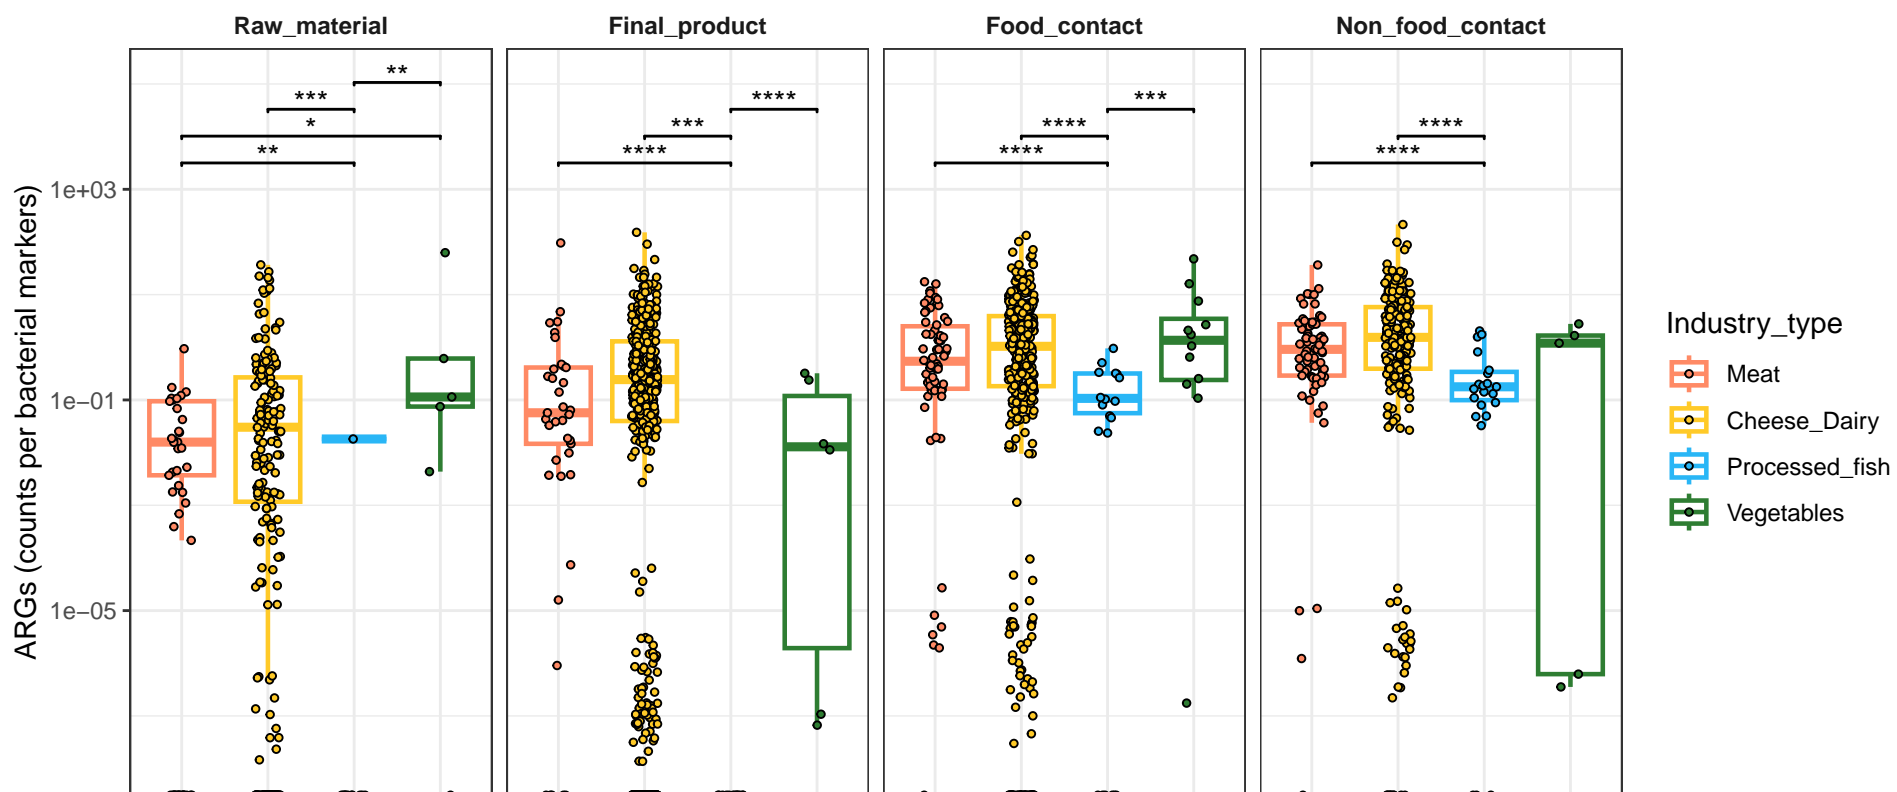 Raw_material
Final_product
Food_contact
Non_food_contact
ARGs (counts per bacterial markers)
1e+03
1e−01
1e−05
**
***
*
**
****
***
****
***
****
****
****
****
Industry_type
Meat
Cheese_Dairy
Processed_fish
Vegetables